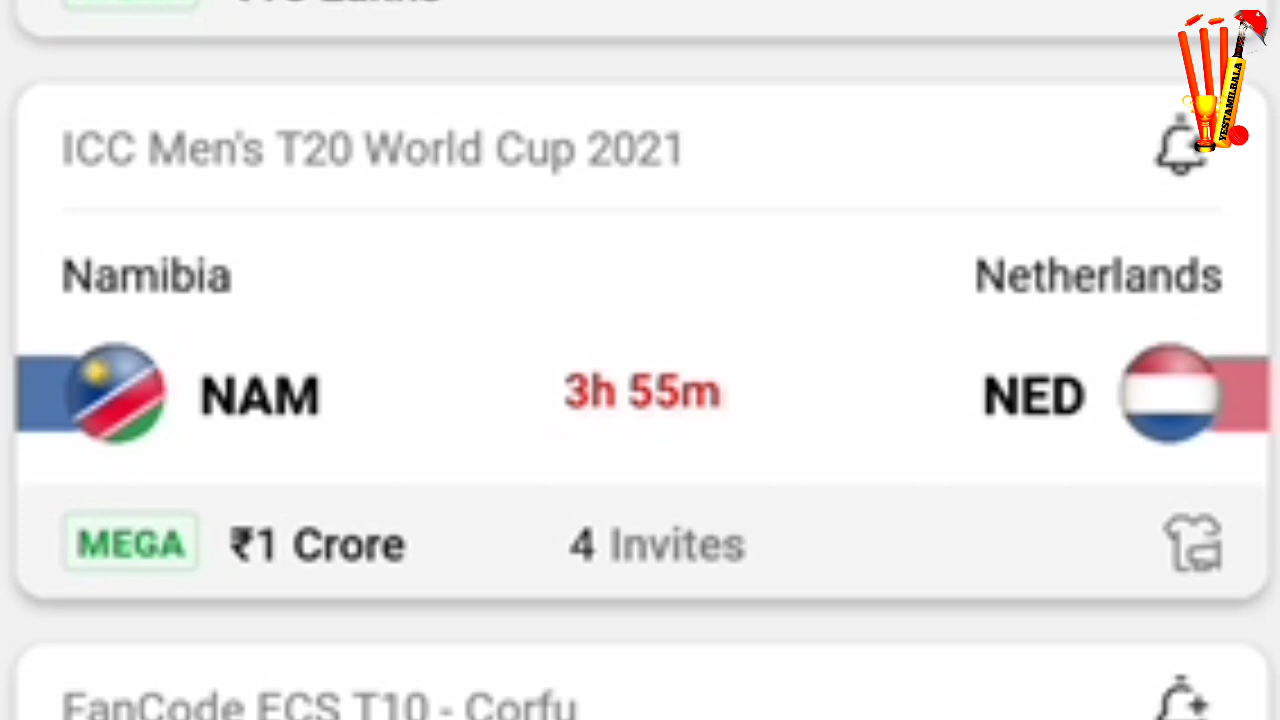 YESTAMILBALA
ICC Men's T20 World Cup 2021
Namibia
Netherlands
NAM
3h 55m
NED
MEGA ₹1 Crore
4 Invites
FanCode ECS T10 - Corfu